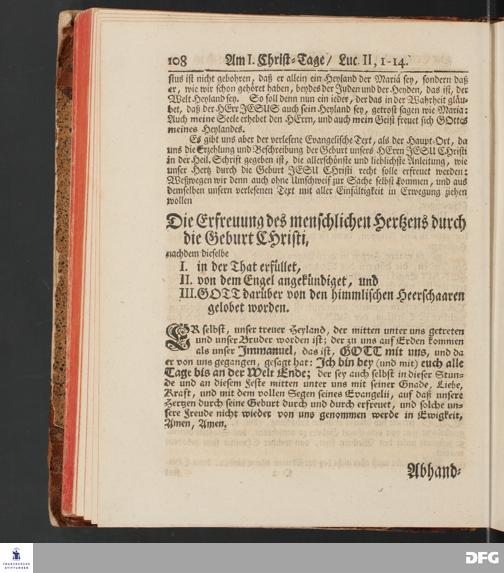 108 Am I. Christ-Tage/ Luc. II, 1-14.
stus ist nicht gebohren, daß er allein ein Heyland der Mariä sey, sondern daß
er, wie wir schon gehöret haben, beydes der Juden und der Heyden, das ist, der
Welt Heyland sey. So soll denn nun ein ieder, der das in der Wahrheit gläu-
bet, daß der HErr JESUS auch sein Heyland sey, getrost sagen wie Maria:
Auch meine Seele erhebet den HErrn, und auch mein Geist freuet sich GOttes
meines Heylandes.
Es gibt uns aber der verlesene Evangelische Text, als der Haupt-Ort, da
uns die Erzhlung und Beschreibung der Geburt unsers HErrn JESU CHristi
in der Heil. Schrift gegeben ist, die allerschönste und lieblichste Anleitung, wie
unser Hertz durch die Geburt JESU CHristi recht solle erfreuet werden:
Weßwegen wir denn auch ohne Umschweif zur Sache selbst kommen, und aus
demselben unsern verlesenen Text mit aller Einfältigkeit in Erwegung ziehen
wollen
Die Erfreuung des menschlichen Hertzens durch
die Geburt CHristi,
nachdem dieselbe
I. in der That erfüllet,
II. von dem Engel angekündiget, und
III. GOTT darüber von den himmlischen Heerschaaren
gelobet worden.
ER selbst, unser treuer Heyland, der mitten unter uns getreten
und unser Bruder worden ist; der zu uns auf Erden kommen
als unser Immanuel, das ist, GOTT mit uns, und da
er von uns gegangen, gesagt hat: Ich bin bey (und mit) euch alle
Tage bis an der Welt Ende; der sey auch selbst in dieser Stun-
de und an diesem Feste mitten unter uns mit seiner Gnade, Liebe,
Kraft, und mit dem vollen Segen seines Evangelii, auf daß unsere
Hertzen durch seine Geburt durch und durch erfreuet, und solche un-
sere Freude nicht wieder von uns genommen werde in Ewigkeit,
Amen, Amen.
Abhand-
FRANCKESCHE
STIFTUNGEN
DFG